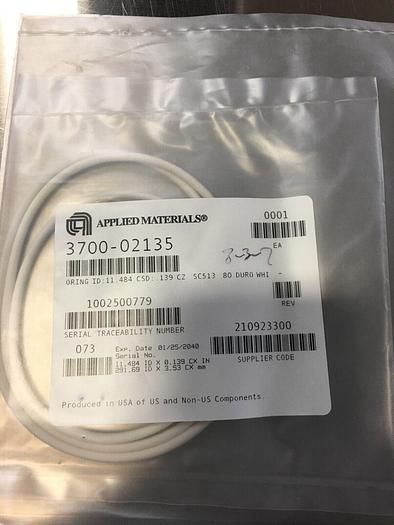 APPLIED MATERIALS®
0001
EA
3700-02135
ORING ID:11.484 CSD: .139 CZ SC513 80 DURO WHI -
REV
1002500779
SERIAL TRACEABILITY NUMBER
210923300
SUPPLIER CODE
073
Exp. Date 01/25/2040
Serial No.
11.484 ID X 0.139 CX IN
291.69 ID X 3.53 CX mm
Produced in USA of US and Non-US Components.